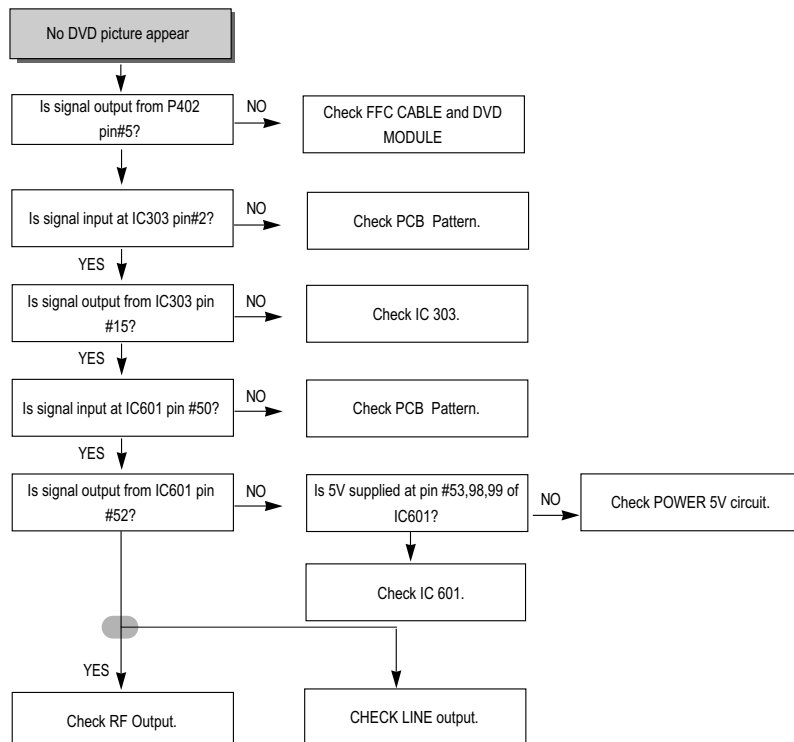 No DVD picture appear
Is signal output from P402
pin#5?
NO
Check FFC CABLE and DVD
MODULE
Is signal input at IC303 pin#2?
NO
Check PCB Pattern.
YES
Is signal output from IC303 pin
#15?
NO
Check IC 303.
YES
Is signal input at IC601 pin #50?
NO
Check PCB Pattern.
YES
Is signal output from IC601 pin
#52?
NO
Is 5V supplied at pin #53,98,99 of
IC601?
NO
Check POWER 5V circuit.
Check IC 601.
YES
Check RF Output.
CHECK LINE output.